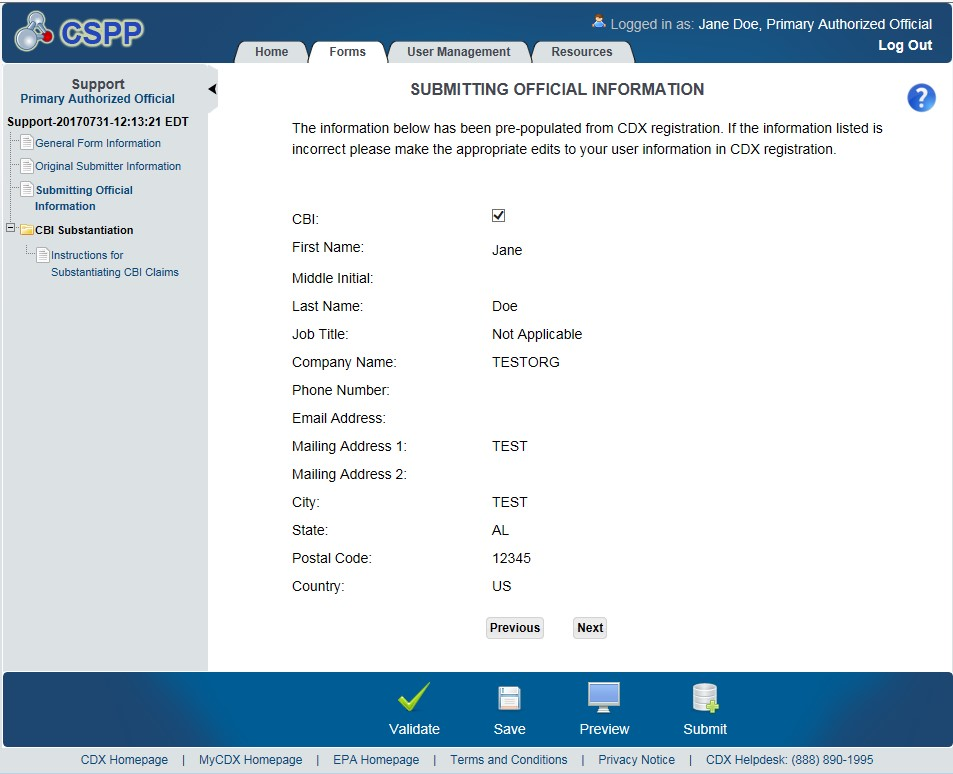 CSPP
Logged in as: Jane Doe, Primary Authorized Official
Log Out
Home Forms User Management Resources
Support
Primary Authorized Official
Support-20170731-12:13:21 EDT
General Form Information
Original Submitter Information
Submitting Official
Information
CBI Substantiation
Instructions for
Substantiating CBI Claims
SUBMITTING OFFICIAL INFORMATION
?
The information below has been pre-populated from CDX registration. If the information listed is
incorrect please make the appropriate edits to your user information in CDX registration.
CBI:
First Name: Jane
Middle Initial:
Last Name: Doe
Job Title: Not Applicable
Company Name: TESTORG
Phone Number:
Email Address:
Mailing Address 1: TEST
Mailing Address 2:
City: TEST
State: AL
Postal Code: 12345
Country: US
Previous Next
Validate Save Preview Submit
CDX Homepage | MyCDX Homepage | EPA Homepage | Terms and Conditions | Privacy Notice | CDX Helpdesk: (888) 890-1995